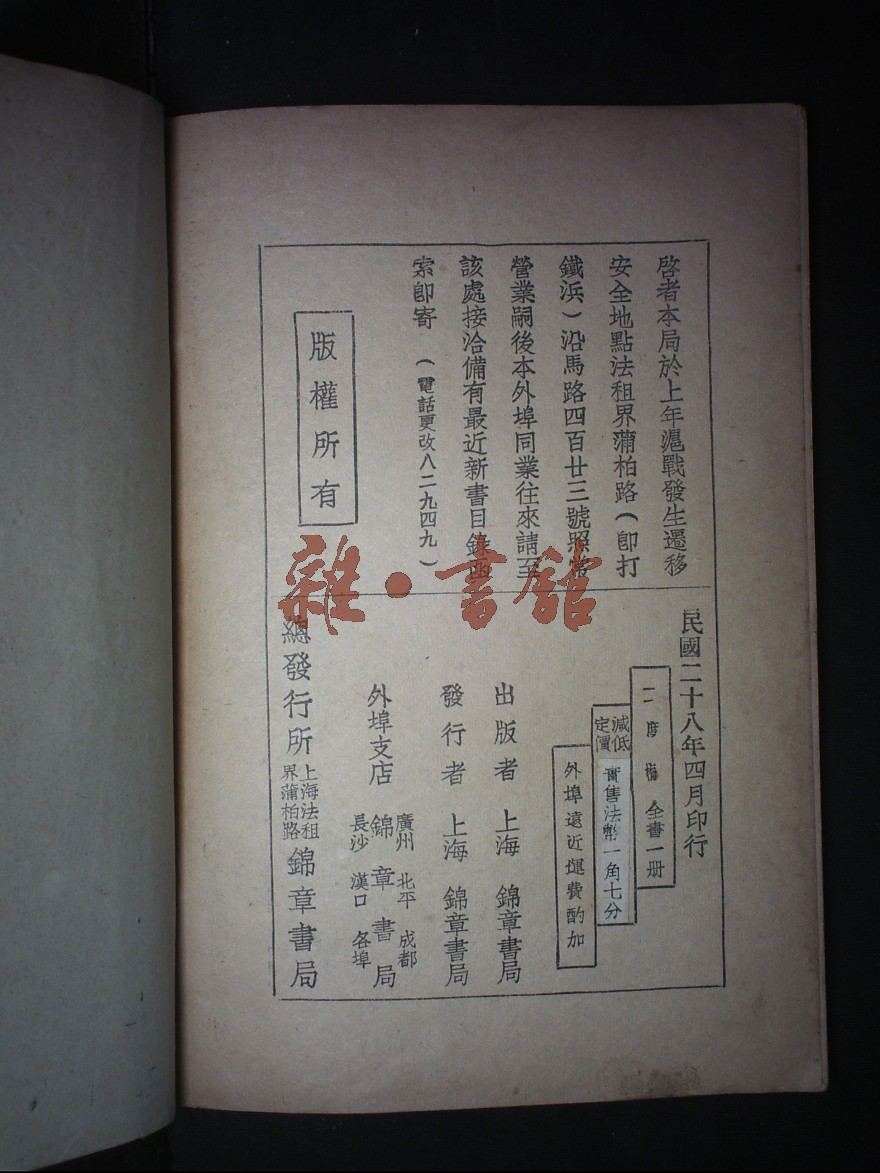 啓者本局於上年滬戰發生遷移
安全地點法租界蒲柏路（卽打
鐵浜）沿馬路四百廿三號照常
營業嗣後本外埠同業往來請至
該處接洽備有最近新書目錄函
索卽寄（電話更改八二九四九）
版權所有
民國二十八年四月印行
二度梅 全書一册
減低定價 實售法幣一角七分
外埠遠近運費酌加
出版者 上海 錦章書局
發行者 上海 錦章書局
外埠支店 廣州 北平 成都 長沙 漢口 各埠 錦章書局
總發行所 上海法租界蒲柏路 錦章書局
雜·書館